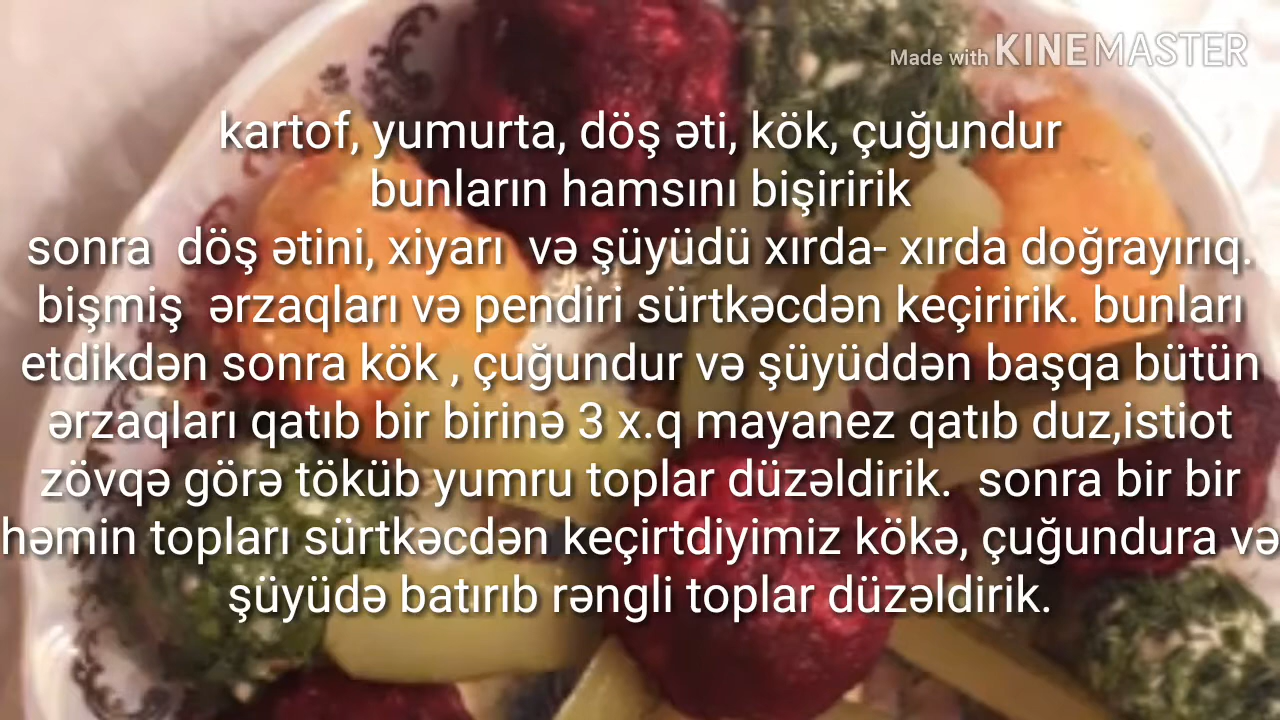 Made with KINEMASTER
kartof, yumurta, döş əti, kök, çuğundur
bunların hamsını bişiririk
sonra  döş ətini, xiyarı  və şüyüdü xırda- xırda doğrayırıq.
bişmiş  ərzaqları və pendiri sürtkəcdən keçiririk. bunları
etdikdən sonra kök , çuğundur və şüyüddən başqa bütün
ərzaqları qatıb bir birinə 3 x.q mayanez qatıb duz,istiot
zövqə görə töküb yumru toplar düzəldirik.  sonra bir bir
həmin topları sürtkəcdən keçirtdiyimiz kökə, çuğundura və
şüyüdə batırıb rəngli toplar düzəldirik.